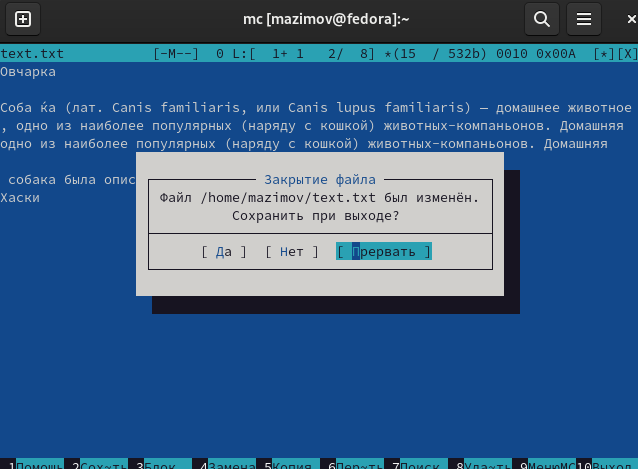 mc [mazimov@fedora]:~
text.txt [-M--] 0 L:[ 1+ 1 2/ 8] *(15 / 532b) 0010 0x00A [*][X]
Овчарка
Соба ќа (лат. Canis familiaris, или Canis lupus familiaris) — домашнее животное
, одно из наиболее популярных (наряду с кошкой) животных-компаньонов. Домашняя
одно из наиболее популярных (наряду с кошкой) животных-компаньонов. Домашняя
собака была опис
Хаски
Закрытие файла
Файл /home/mazimov/text.txt был изменён.
Сохранить при выходе?
[ Да ] [ Нет ] [ Прервать ]
1Помощь 2Сох~ть 3Блок 4Замена 5Копия 6Пер~ть 7Поиск 8Уда~ть 9МенюMC 10Выход